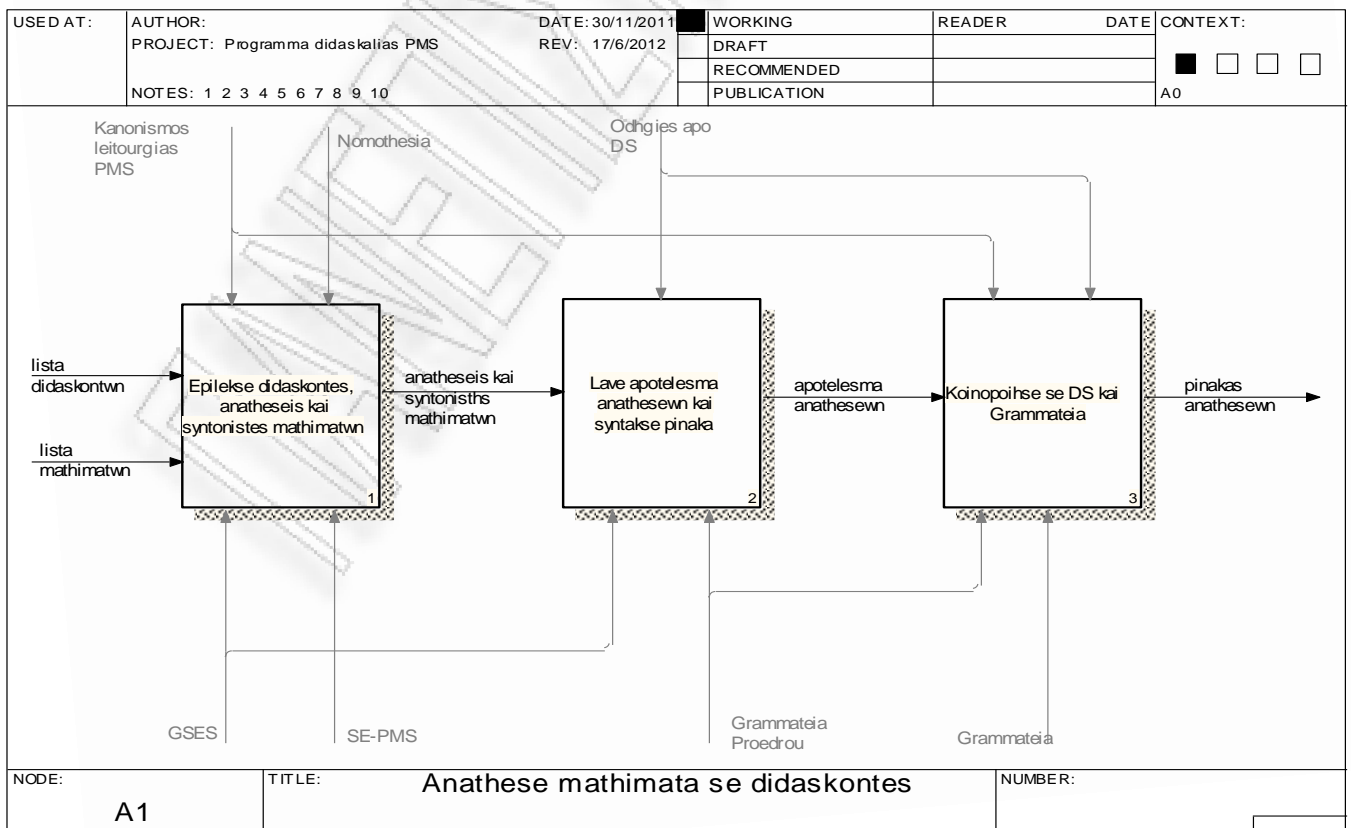 USED AT:
AUTHOR:
DATE: 30/11/2011
WORKING
READER
DATE
CONTEXT:
PROJECT: Programma didaskalias PMS
REV: 17/6/2012
DRAFT
RECOMMENDED
NOTES: 1 2 3 4 5 6 7 8 9 10
PUBLICATION
A0
Kanonismos
leitourgias
PMS
Nomothesia
Odhgies apo
DS
lista
didaskontwn
lista
mathimatwn
Epilekse didaskontes,
anatheseis kai
syntonistes mathimatwn
1
anatheseis kai
syntonisths
mathimatwn
Lave apotelesma
anathesewn kai
syntakse pinaka
2
apotelesma
anathesewn
Koinopoihse se DS kai
Grammateia
3
pinakas
anathesewn
GSES
SE-PMS
Grammateia
Proedrou
Grammateia
NODE:
A1
TITLE:
Anathese mathimata se didaskontes
NUMBER: